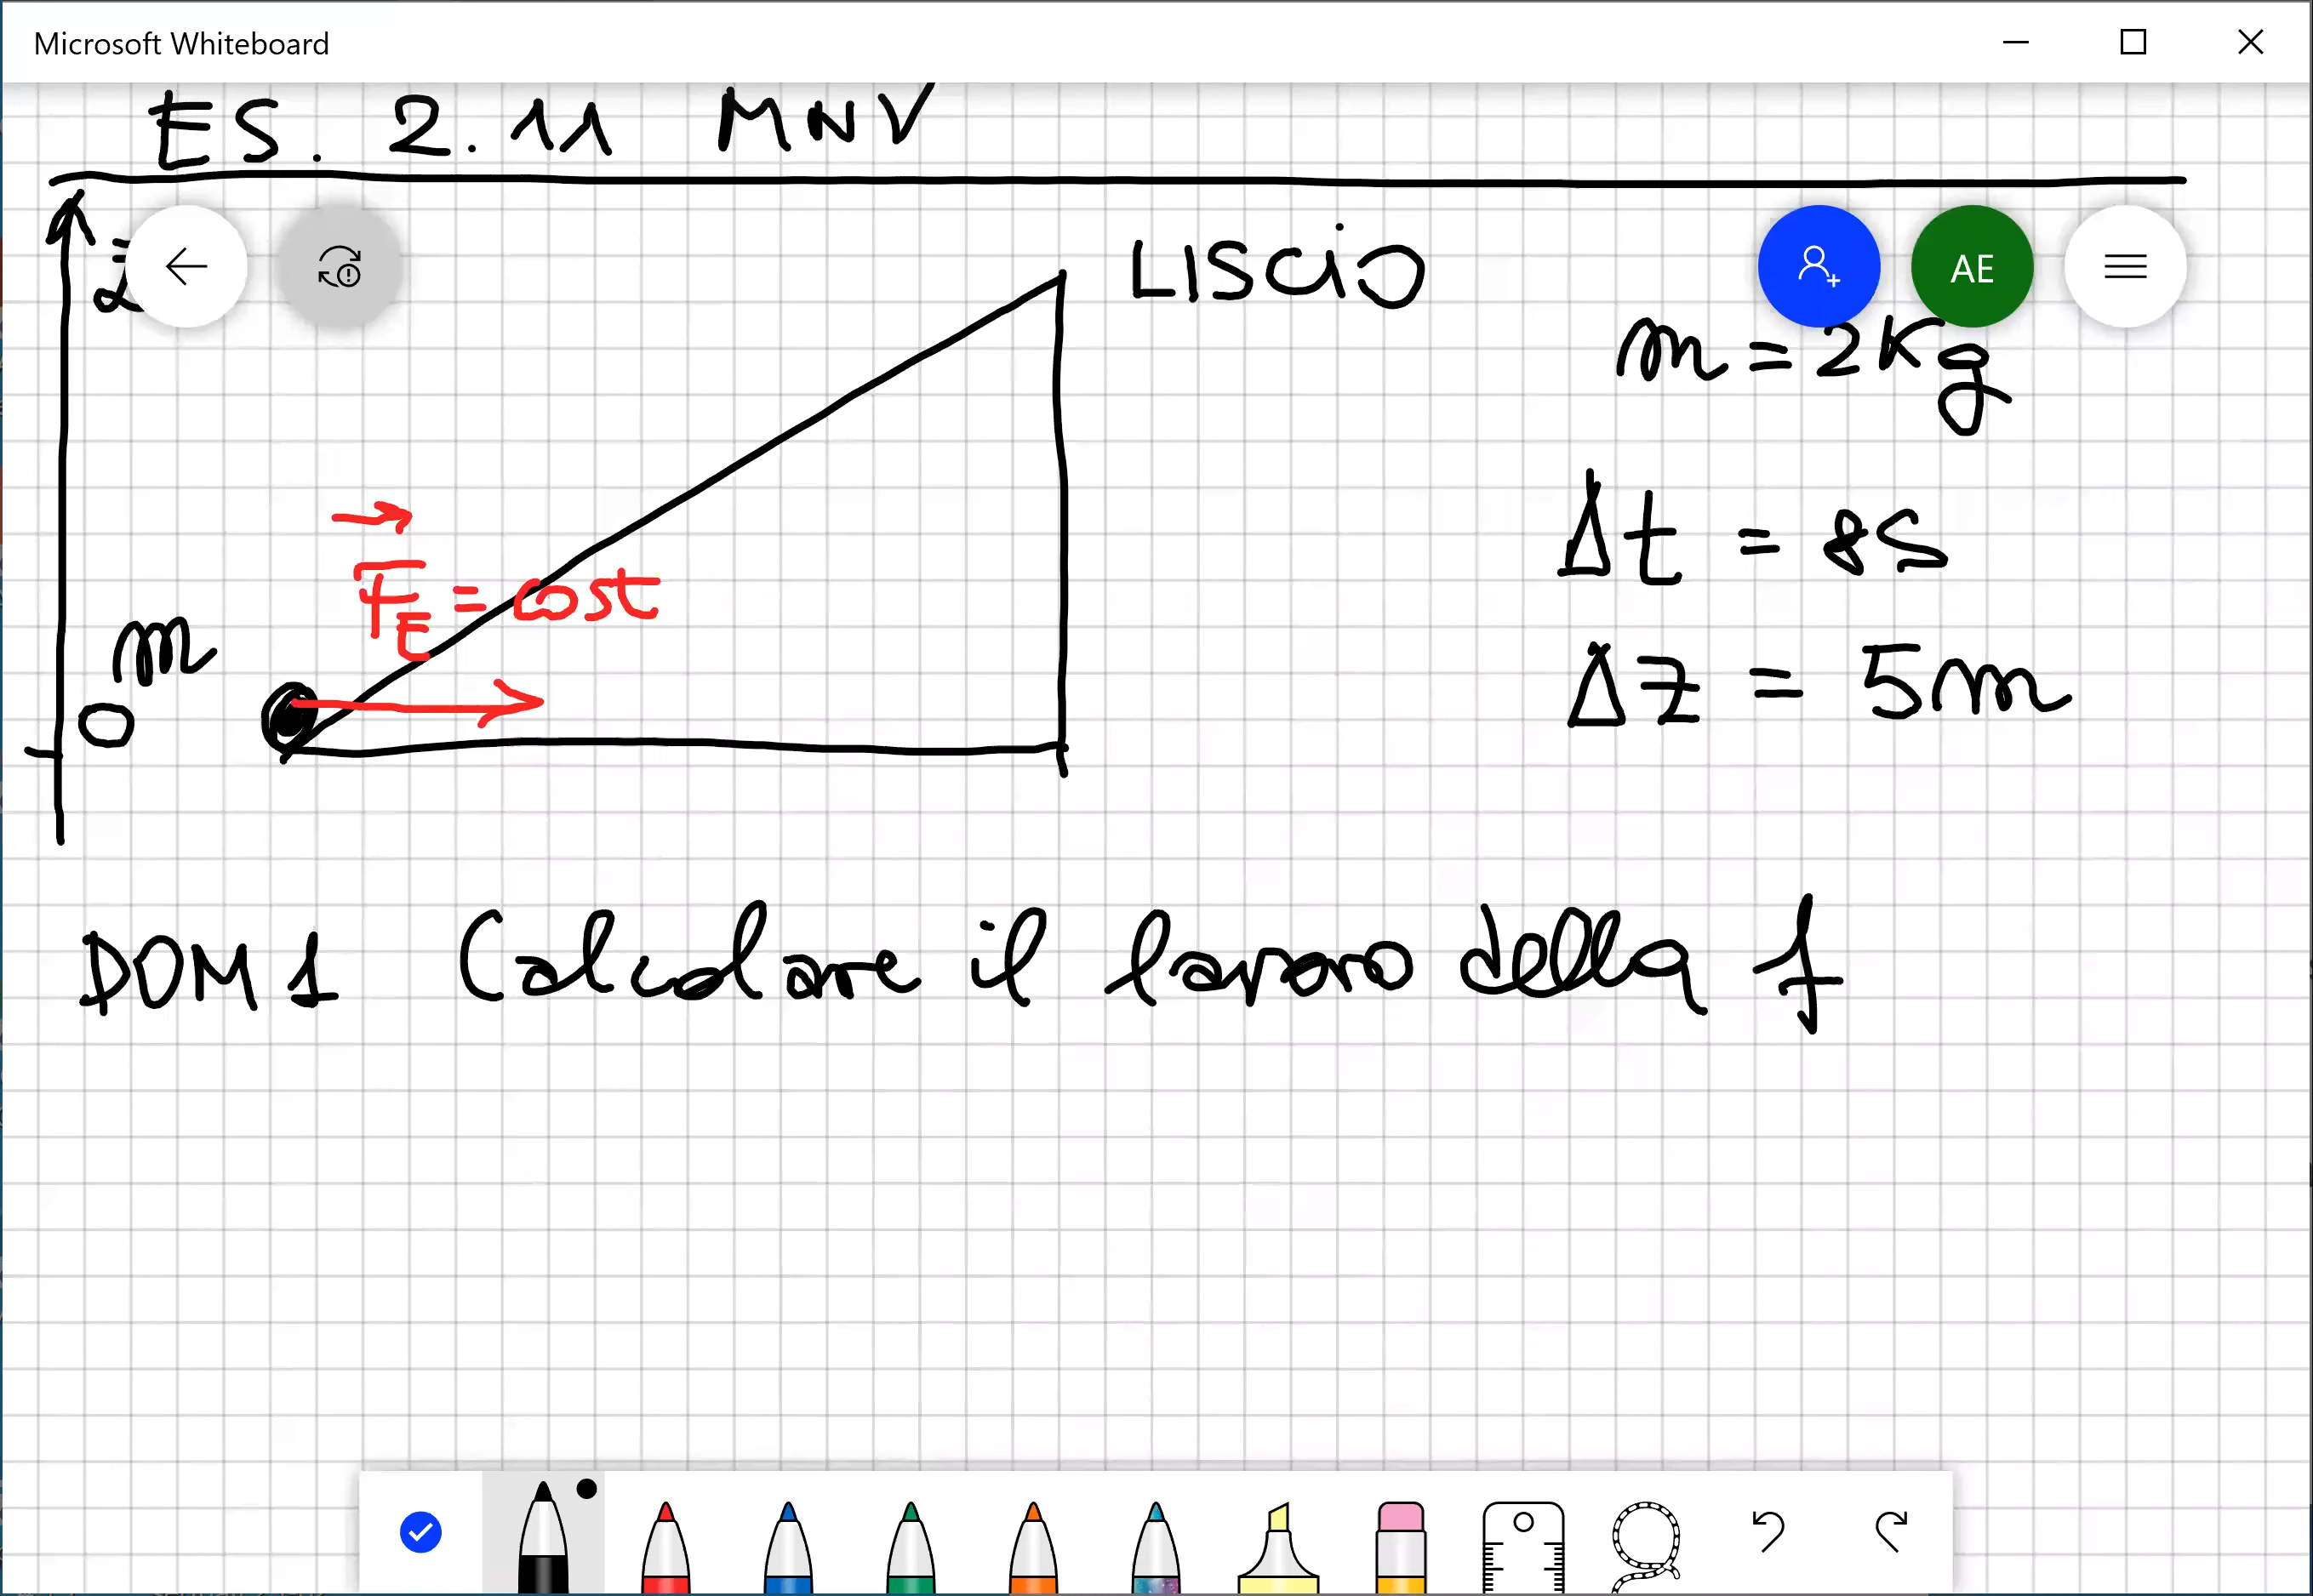 Microsoft Whiteboard
ES. 2.11 MNV
LISCIO
AE
m = 2Kg
Δt = 8s
F_E = cost
m
Δz = 5m
0
DOM 1 Calcolare il lavoro della f